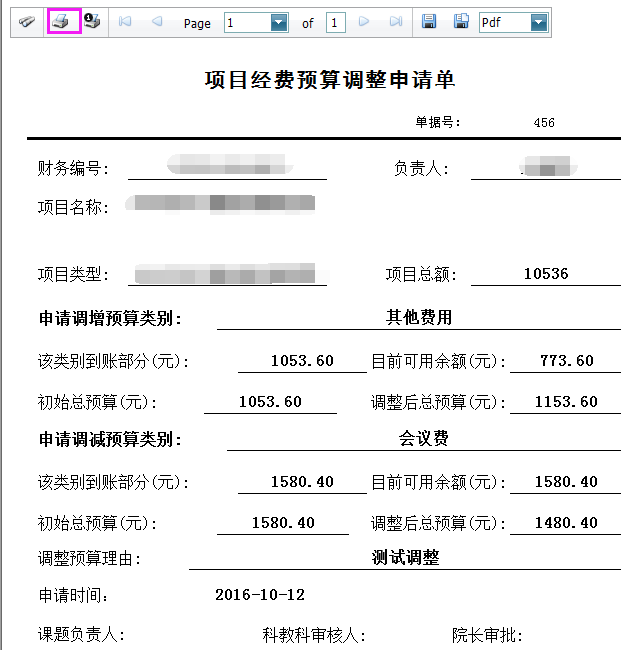 Page 1 of 1 Pdf
项目经费预算调整申请单
单据号: 456
财务编号: 负责人:
项目名称:
项目类型: 项目总额: 10536
申请调增预算类别: 其他费用
该类别到账部分(元): 1053.60 目前可用余额(元): 773.60
初始总预算(元): 1053.60 调整后总预算(元): 1153.60
申请调减预算类别: 会议费
该类别到账部分(元): 1580.40 目前可用余额(元): 1580.40
初始总预算(元): 1580.40 调整后总预算(元): 1480.40
调整预算理由: 测试调整
申请时间: 2016-10-12
课题负责人: 科教科审核人: 院长审批: